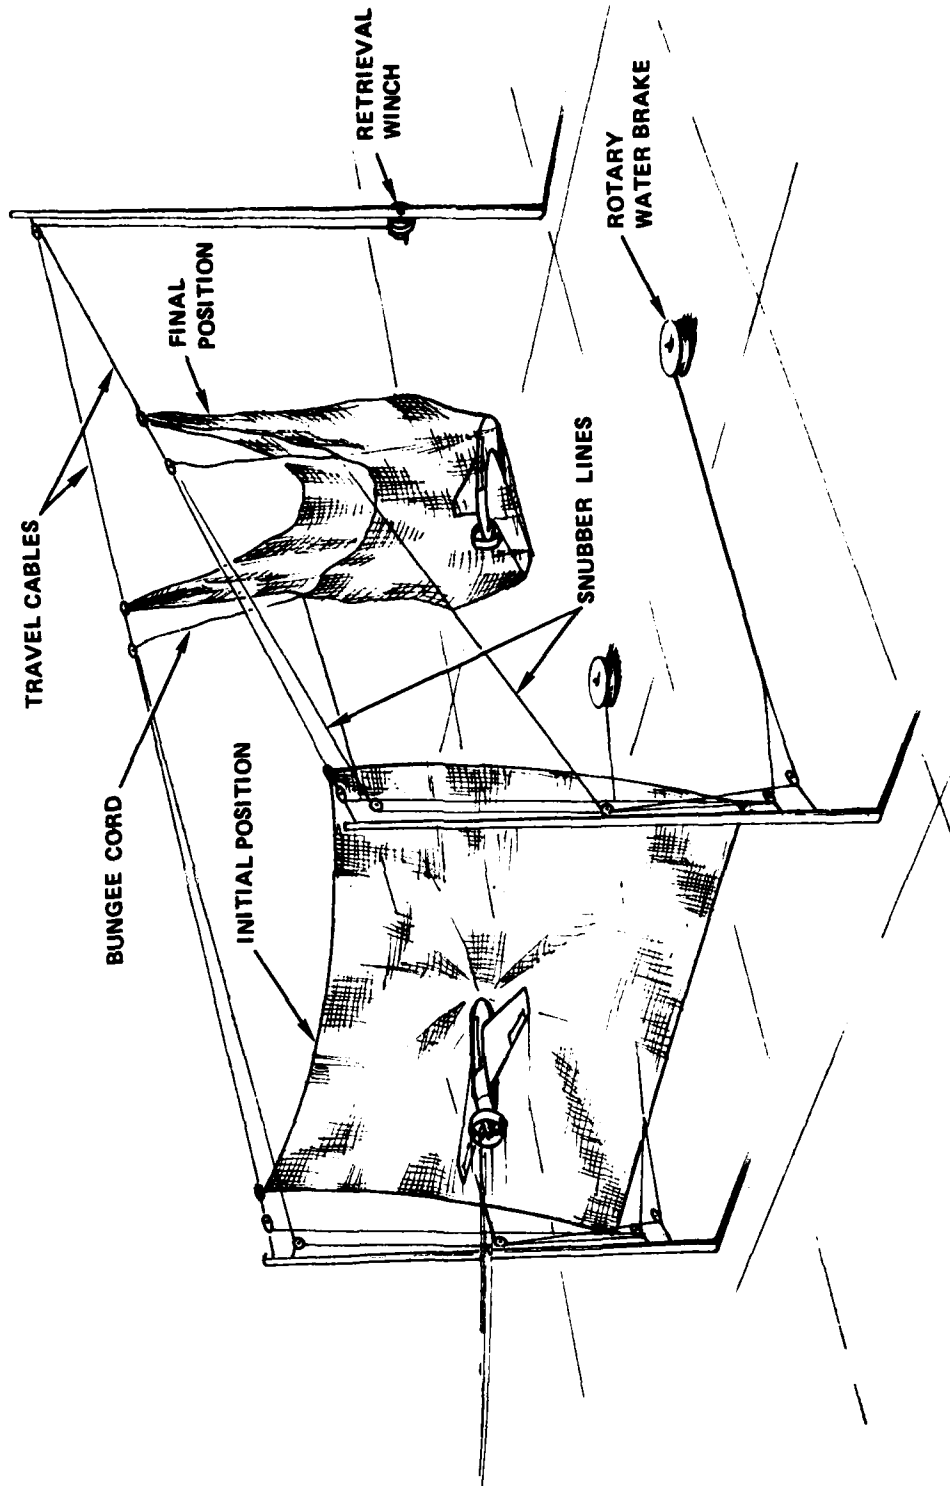 TRAVEL CABLES
BUNGEE CORD
INITIAL POSITION
FINAL
POSITION
RETRIEVAL
WINCH
SNUBBER LINES
ROTARY
WATER BRAKE